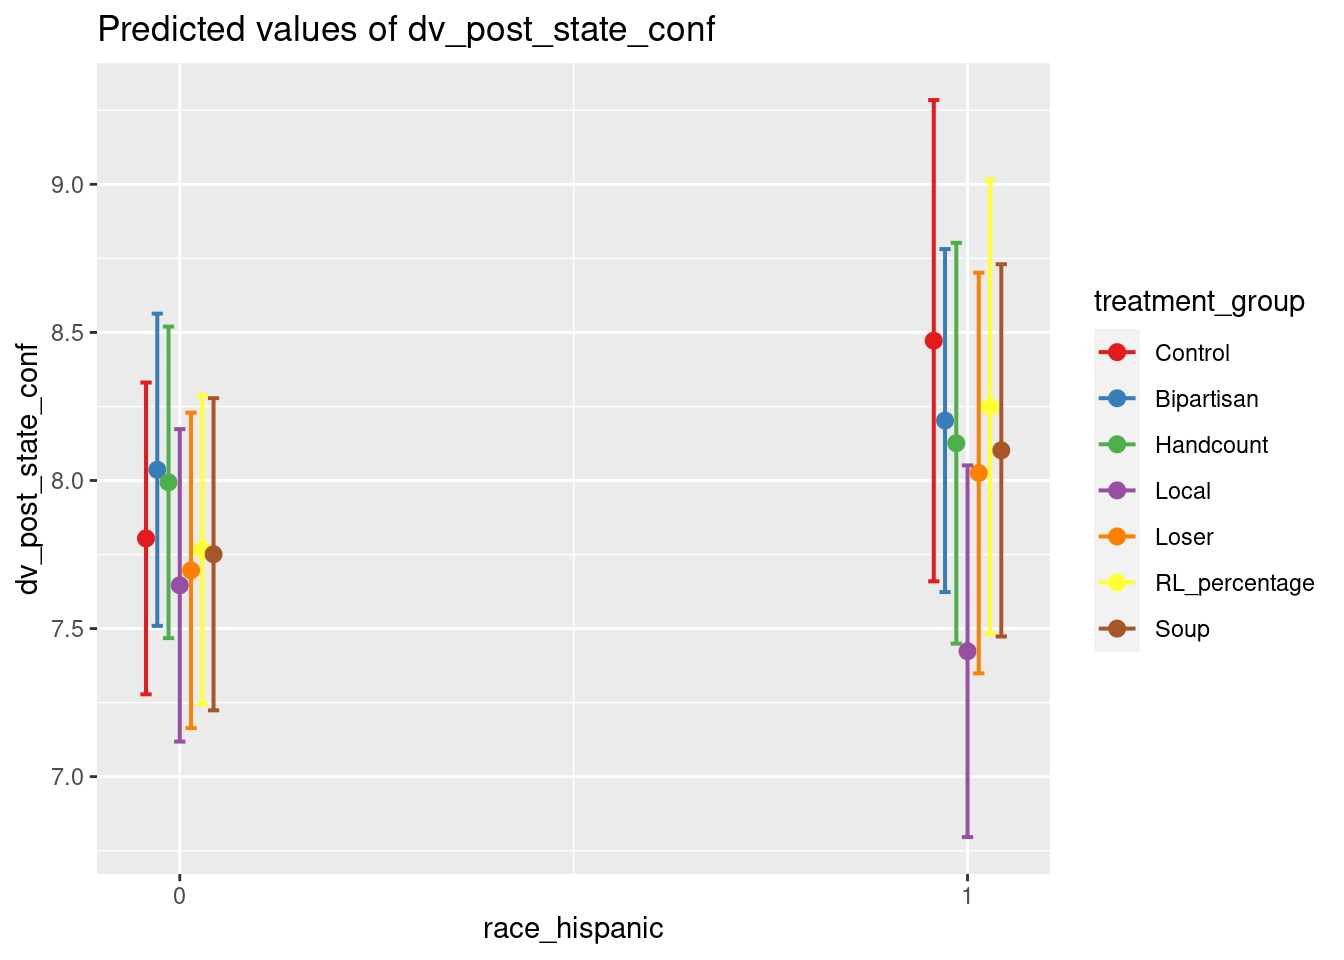 Predicted values of dv_post_state_conf
dv_post_state_conf
9.0
8.5
8.0
7.5
7.0
0
1
race_hispanic
treatment_group
Control
Bipartisan
Handcount
Local
Loser
RL_percentage
Soup